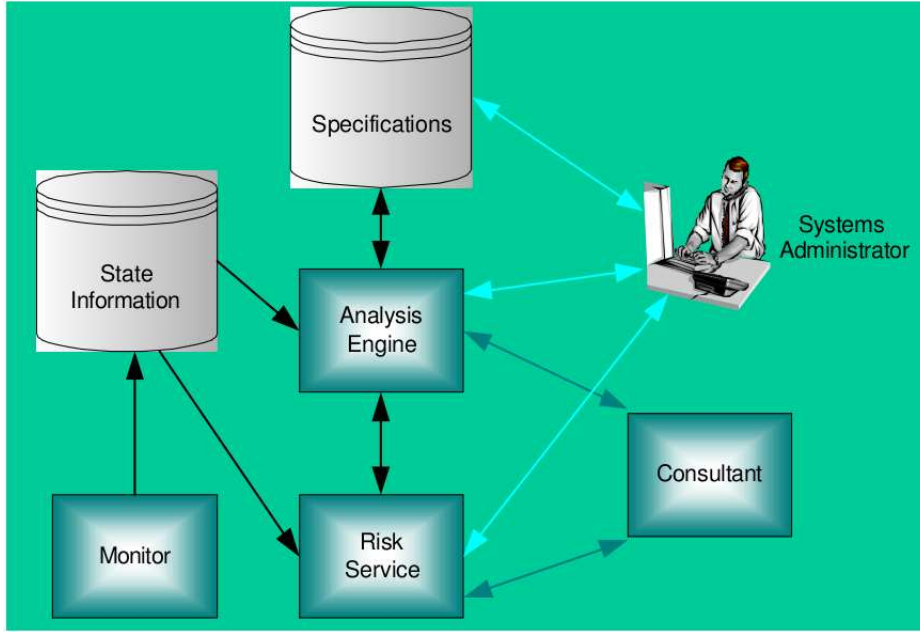 Specifications
Systems
Administrator
State
Information
Analysis
Engine
Consultant
Monitor
Risk
Service